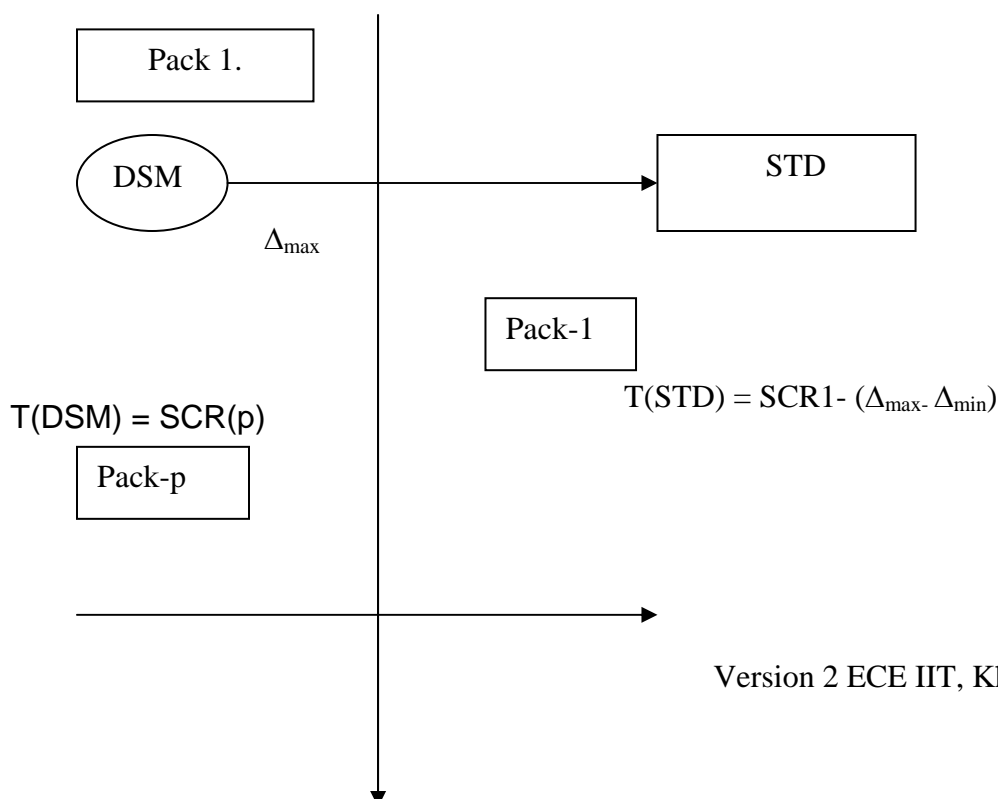 Pack 1.
DSM
STD
Δmax
Pack-1
T(STD) = SCR1- (Δmax- Δmin)
T(DSM) = SCR(p)
Pack-p
Version 2 ECE IIT,